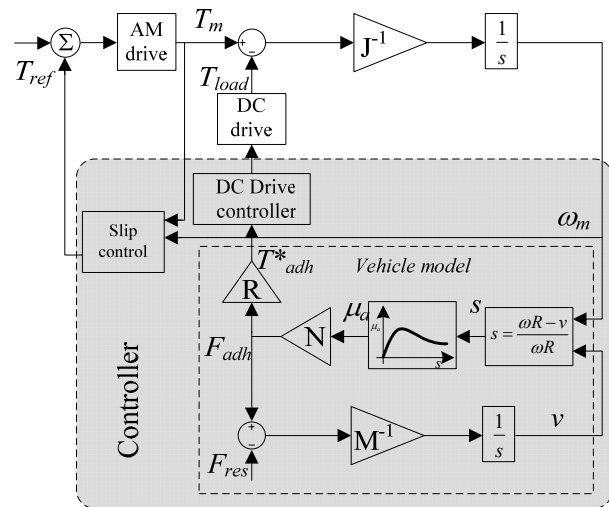 T_ref
Σ
AM drive
T_m
−
J⁻¹
1/s
T_load
DC drive
DC Drive controller
Slip control
ω_m
T*_adh
Vehicle model
R
F_adh
N
μ_a
μ_a
s
s
s = (ωR − v)/ωR
+
−
F_res
M⁻¹
1/s
v
Controller